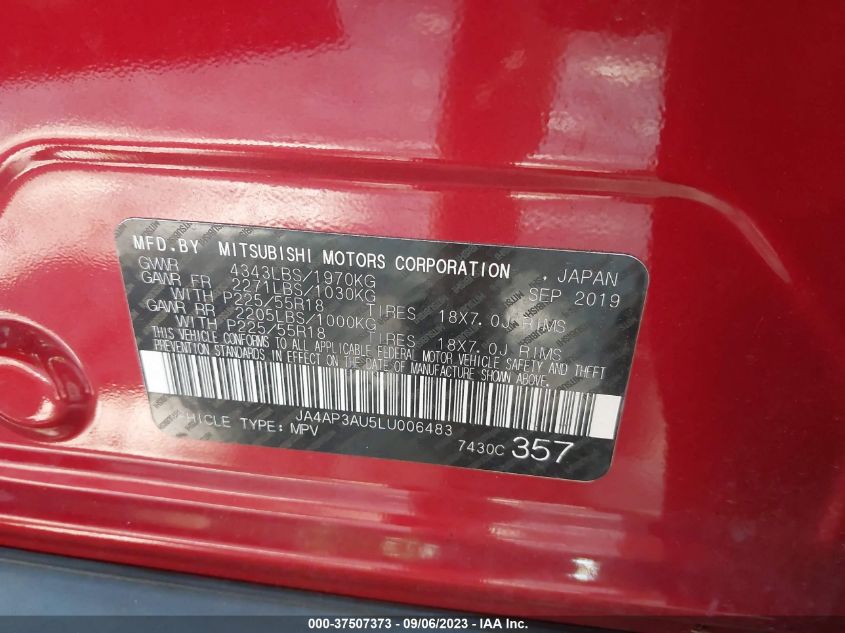 MFD.BY MITSUBISHI MOTORS CORPORATION , JAPAN
GVWR 4343LBS/1970KG SEP 2019
GAWR FR 2271LBS/1030KG
WITH P225/55R18 TIRES 18X7.0J RIMS
GAWR RR 2205LBS/1000KG
WITH P225/55R18 TIRES 18X7.0J RIMS
THIS VEHICLE CONFORMS TO ALL APPLICABLE FEDERAL MOTOR VEHICLE SAFETY AND THEFT
PREVENTION STANDARDS IN EFFECT ON THE DATE OF MANUFACTURE SHOWN ABOVE.
JA4AP3AU5LU006483
HICLE TYPE: MPV 7430C 357
000-37507373 - 09/06/2023 - IAA Inc.